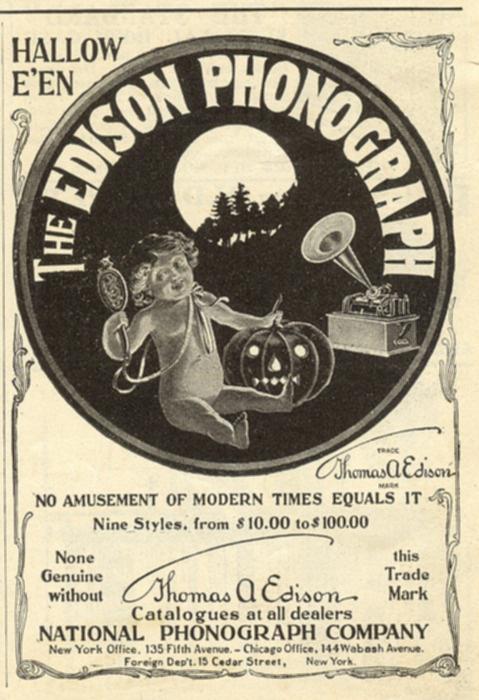 HALLOW
E'EN
THE EDISON PHONOGRAPH
TRADE
Thomas A Edison
MARK
NO AMUSEMENT OF MODERN TIMES EQUALS IT
Nine Styles, from $10.00 to $100.00
None
Genuine
without
Thomas A Edison
this
Trade
Mark
Catalogues at all dealers
NATIONAL PHONOGRAPH COMPANY
New York Office, 135 Fifth Avenue. – Chicago Office, 144 Wabash Avenue.
Foreign Dep't. 15 Cedar Street, New York.